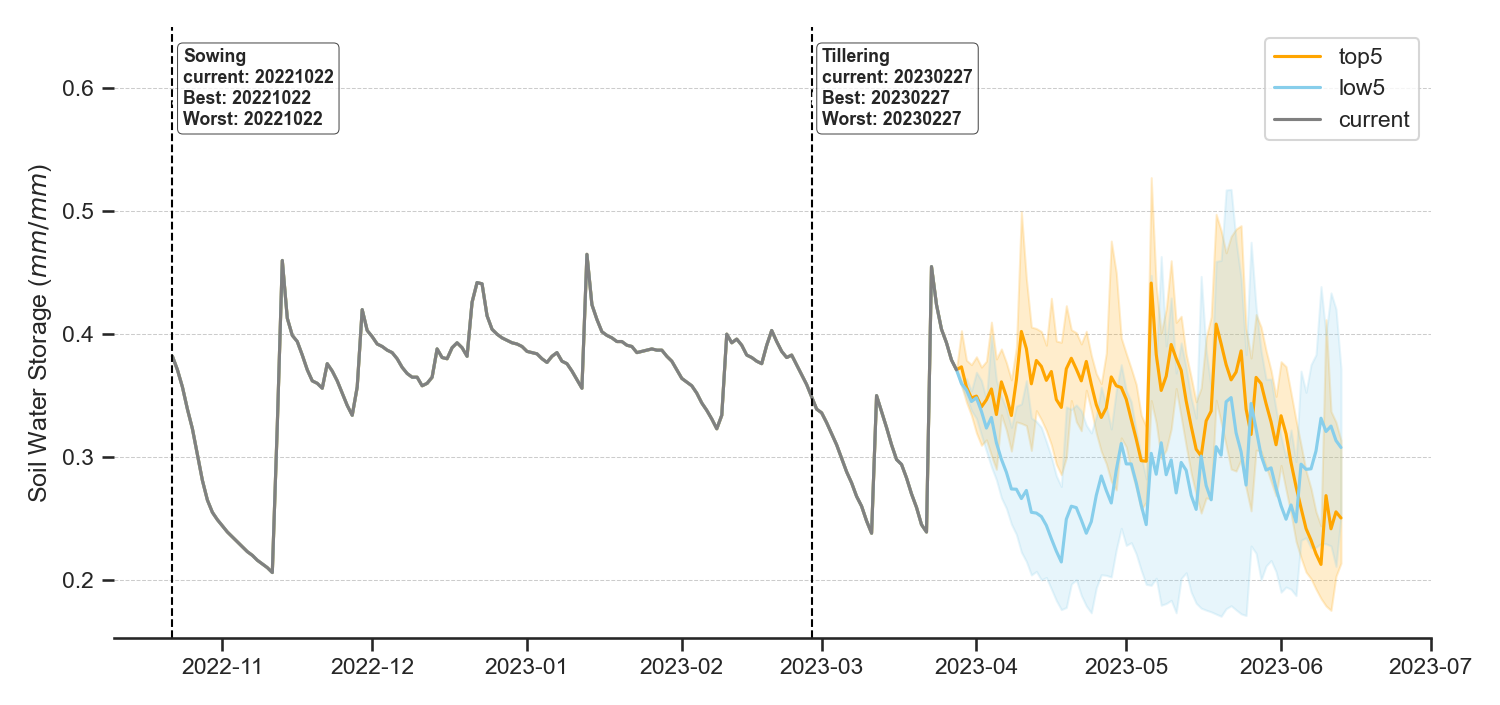 Sowing
current: 20221022
Best: 20221022
Worst: 20221022
Tillering
current: 20230227
Best: 20230227
Worst: 20230227
top5
low5
current
Soil Water Storage (mm/mm)
0.6
0.5
0.4
0.3
0.2
2022-11
2022-12
2023-01
2023-02
2023-03
2023-04
2023-05
2023-06
2023-07